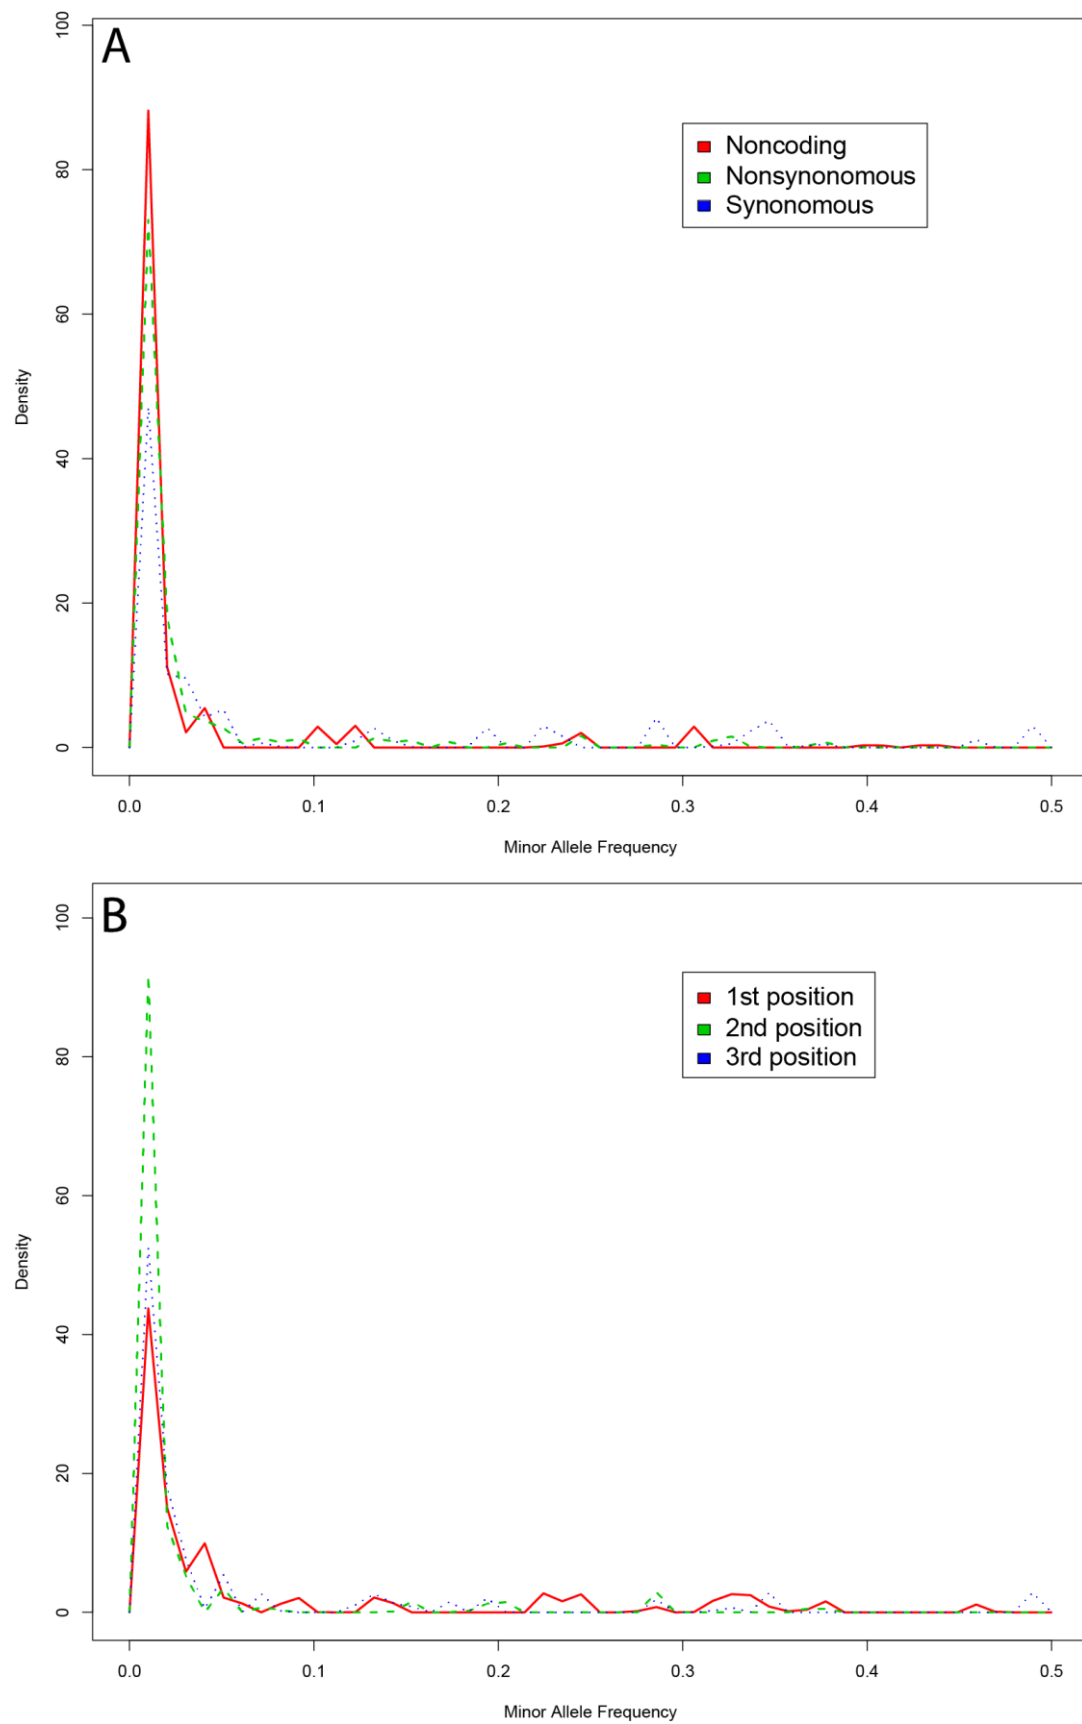 A
100
80
60
40
20
0
Density
Noncoding
Nonsynonomous
Synonomous
0.0 0.1 0.2 0.3 0.4 0.5
Minor Allele Frequency
B
100
80
60
40
20
0
Density
1st position
2nd position
3rd position
0.0 0.1 0.2 0.3 0.4 0.5
Minor Allele Frequency